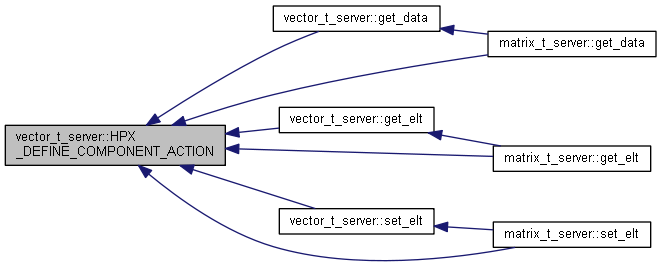 vector_t_server::get_data
matrix_t_server::get_data
vector_t_server::HPX
_DEFINE_COMPONENT_ACTION
vector_t_server::get_elt
matrix_t_server::get_elt
vector_t_server::set_elt
matrix_t_server::set_elt